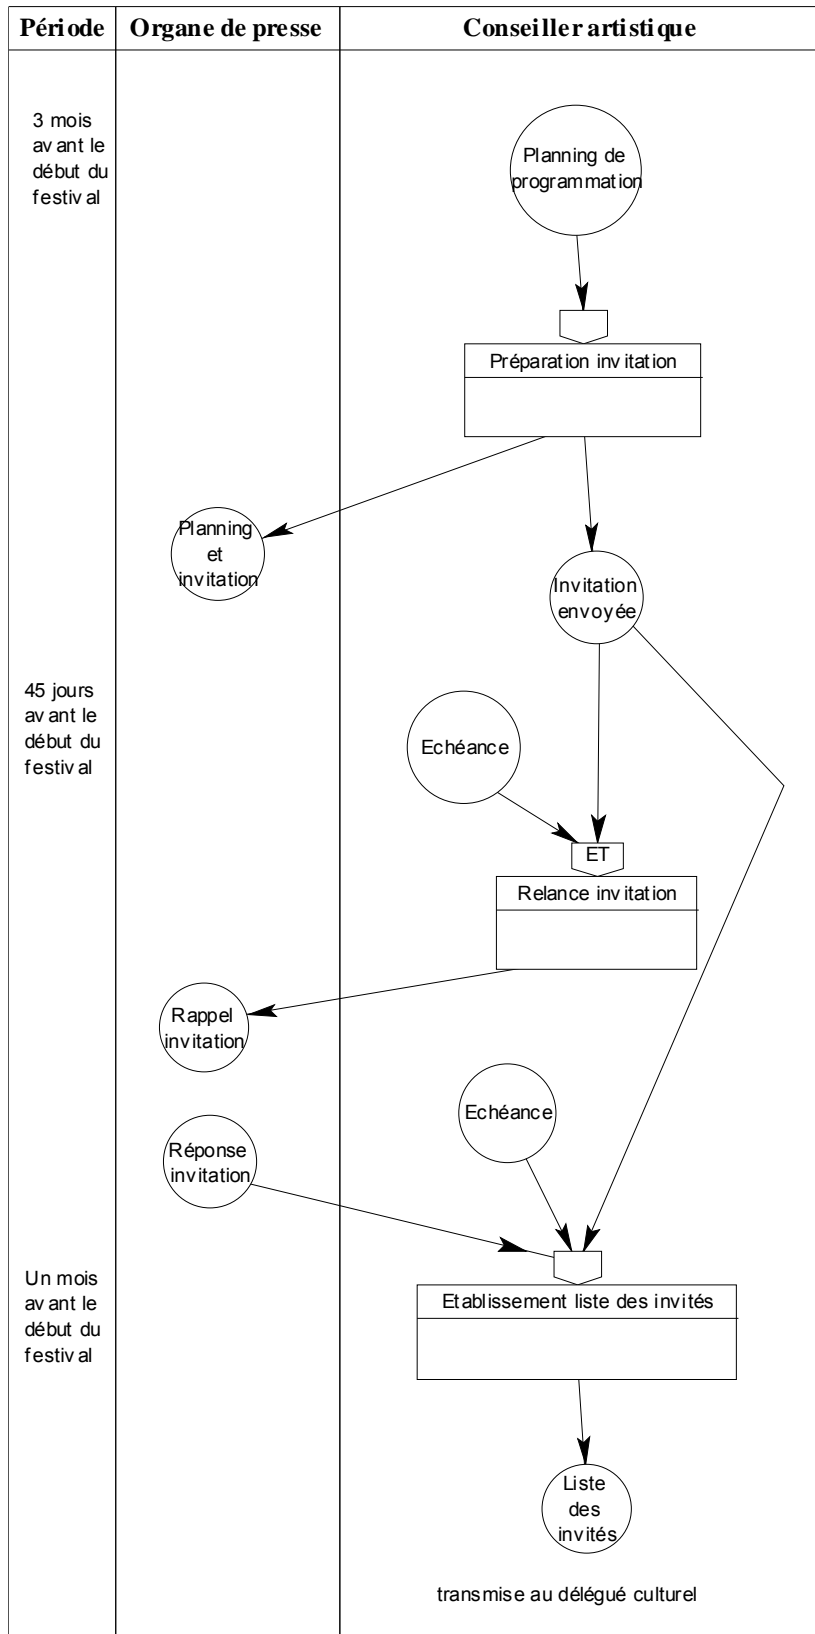 Période Organe de presse Conseiller artistique
3 mois
avant le
début du
festival
Planning de
programmation
Préparation invitation
Planning
et
invitation
Invitation
envoyée
45 jours
avant le
début du
festival
Echéance
ET
Relance invitation
Rappel
invitation
Echéance
Réponse
invitation
Un mois
avant le
début du
festival
Etablissement liste des invités
Liste
des
invités
transmise au délégué culturel